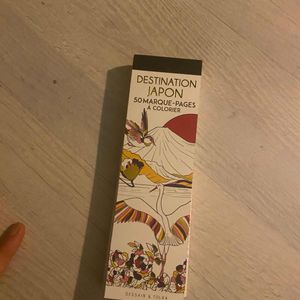 DESTINATION
JAPON
50 MARQUE-PAGES
À COLORIER
DESSAIN & TOLRA